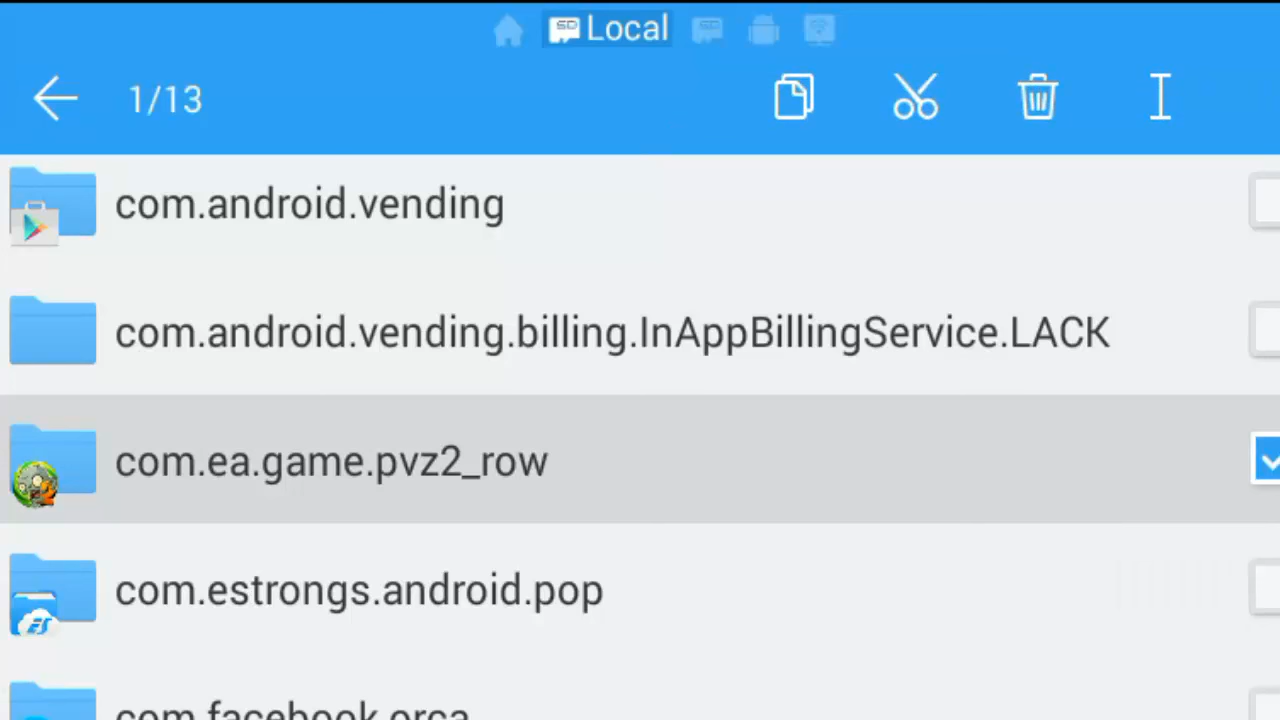 Local
1/13
com.android.vending
com.android.vending.billing.InAppBillingService.LACK
com.ea.game.pvz2_row
com.estrongs.android.pop
com.facebook.orca